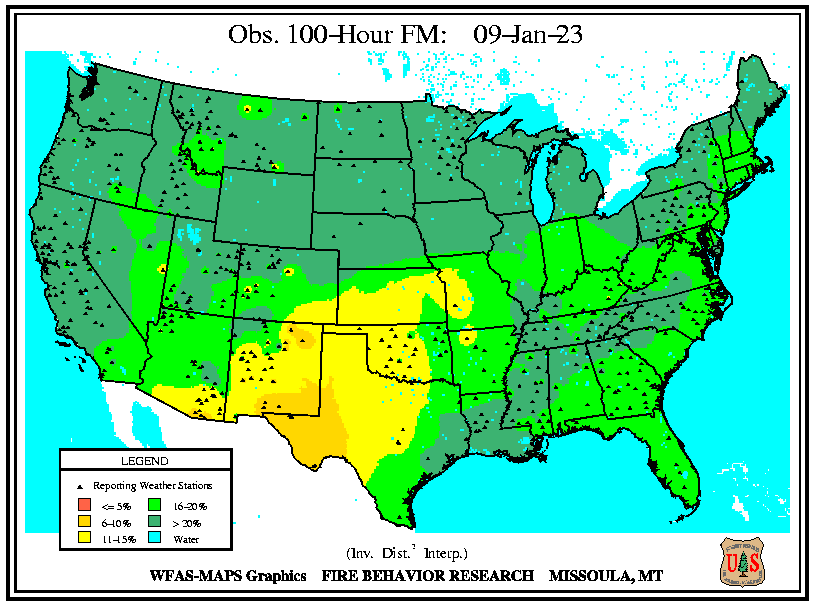 Obs. 100-Hour FM: 09-Jan-23
LEGEND
Reporting Weather Stations
<= 5%
16-20%
6-10%
> 20%
11-15%
Water
(Inv. Dist.² Interp.)
WFAS-MAPS Graphics FIRE BEHAVIOR RESEARCH MISSOULA, MT
U S